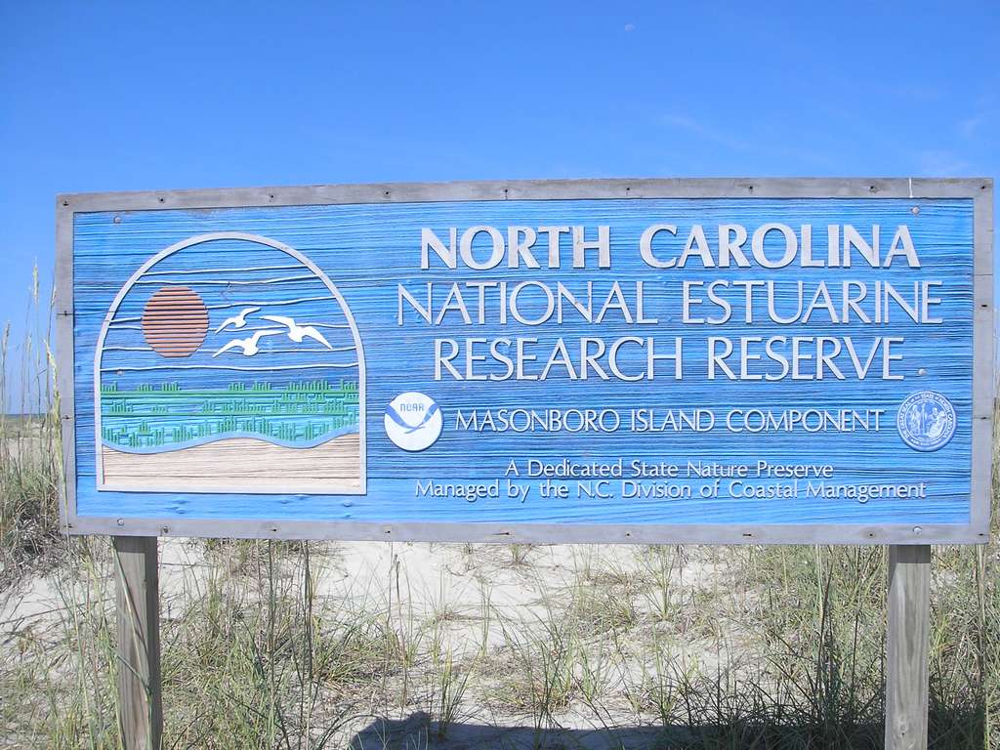 NORTH CAROLINA
NATIONAL ESTUARINE
RESEARCH RESERVE
NOAA
MASONBORO ISLAND COMPONENT
A Dedicated State Nature Preserve
Managed by the N.C. Division of Coastal Management